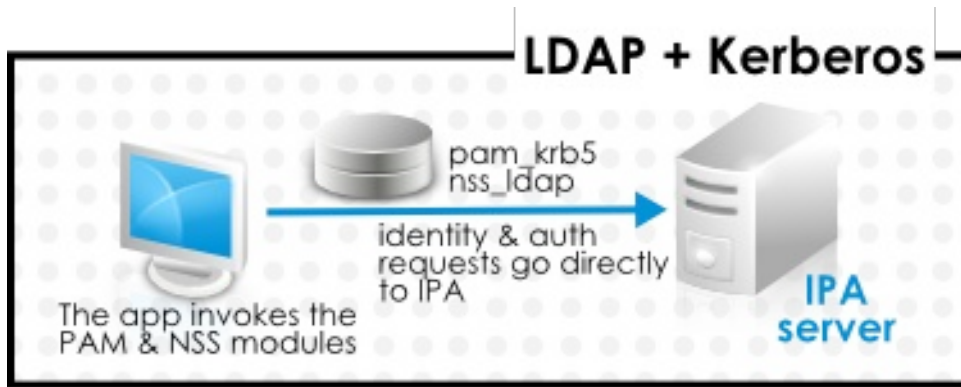 LDAP + Kerberos
pam_krb5
nss_ldap
identity & auth
requests go directly
to IPA
The app invokes the
PAM & NSS modules
IPA
server